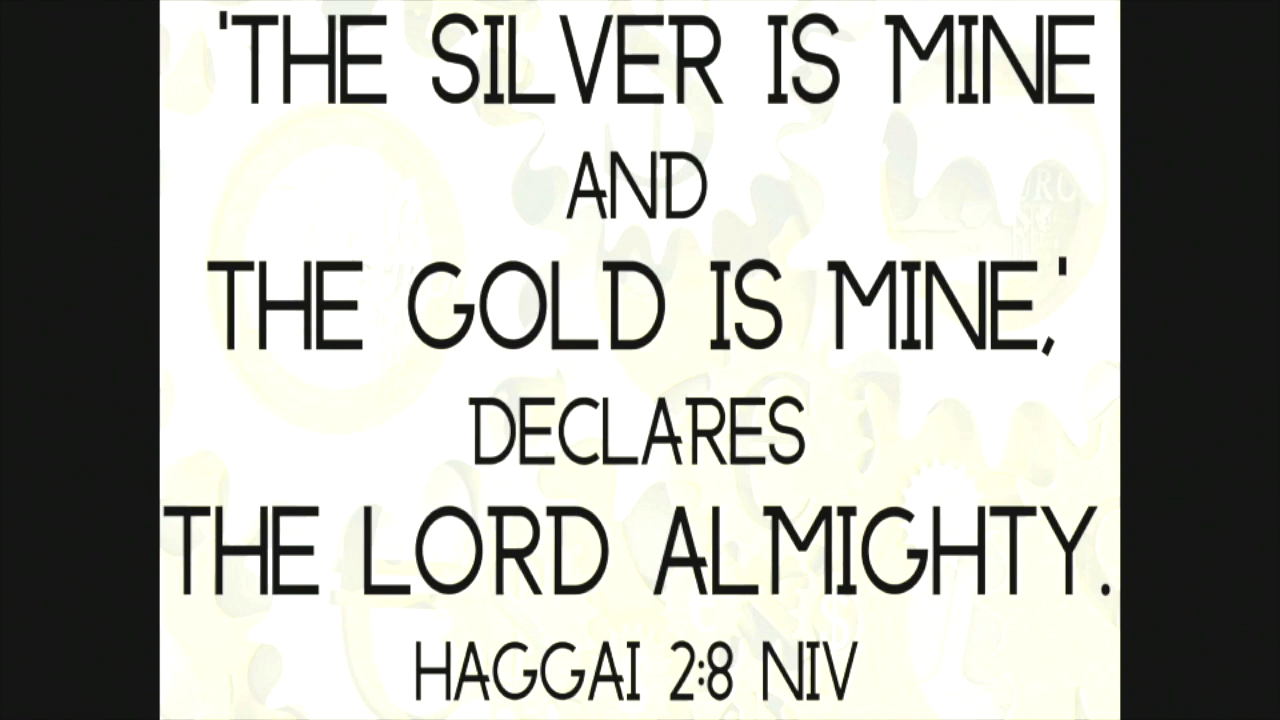 'THE SILVER IS MINE
AND
THE GOLD IS MINE,'
DECLARES
THE LORD ALMIGHTY.
HAGGAI 2:8 NIV